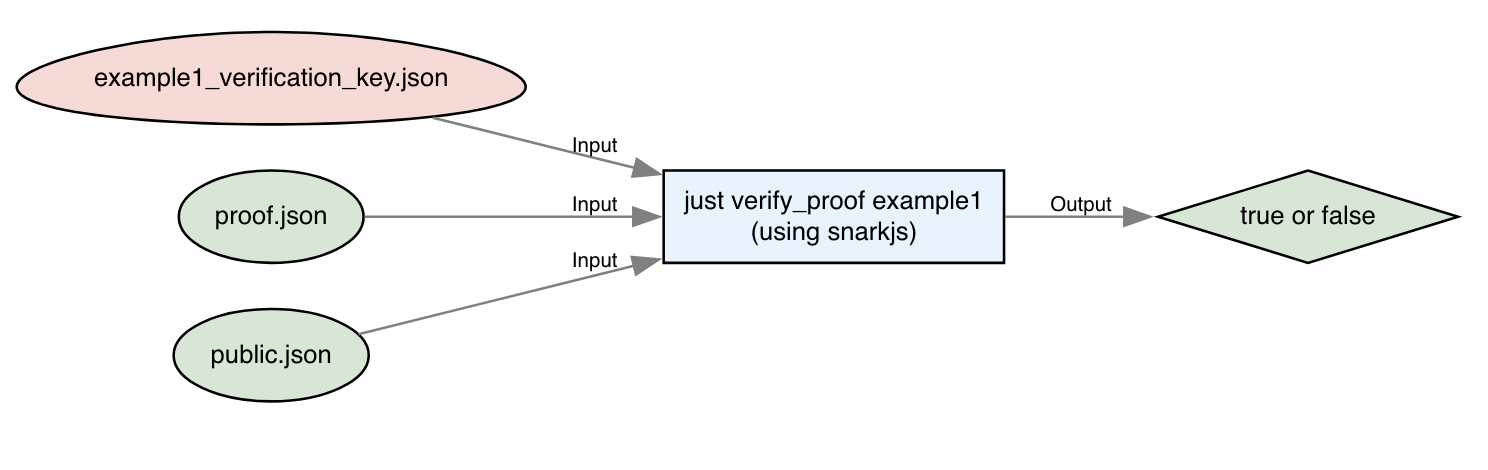 example1_verification_key.json
Input
proof.json
Input
just verify_proof example1
(using snarkjs)
Output
true or false
Input
public.json